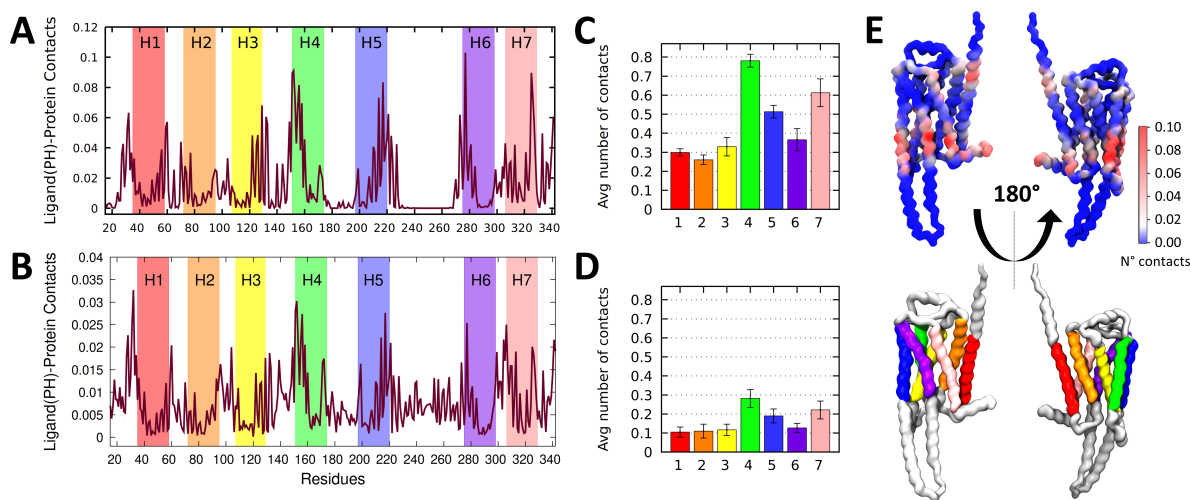 A
Ligand(PH)-Protein Contacts
0.12
0.1
0.08
0.06
0.04
0.02
0
H1 H2 H3 H4 H5 H6 H7
20 40 60 80 100 120 140 160 180 200 220 240 260 280 300 320 340
B
Ligand(PH)-Protein Contacts
0.04
0.035
0.03
0.025
0.02
0.015
0.01
0.005
0
H1 H2 H3 H4 H5 H6 H7
20 40 60 80 100 120 140 160 180 200 220 240 260 280 300 320 340
Residues
C
Avg number of contacts
0.8
0.7
0.6
0.5
0.4
0.3
0.2
0.1
0
1 2 3 4 5 6 7
D
Avg number of contacts
0.8
0.7
0.6
0.5
0.4
0.3
0.2
0.1
0
1 2 3 4 5 6 7
E
180°
0.10
0.08
0.06
0.04
0.02
0.00
N° contacts